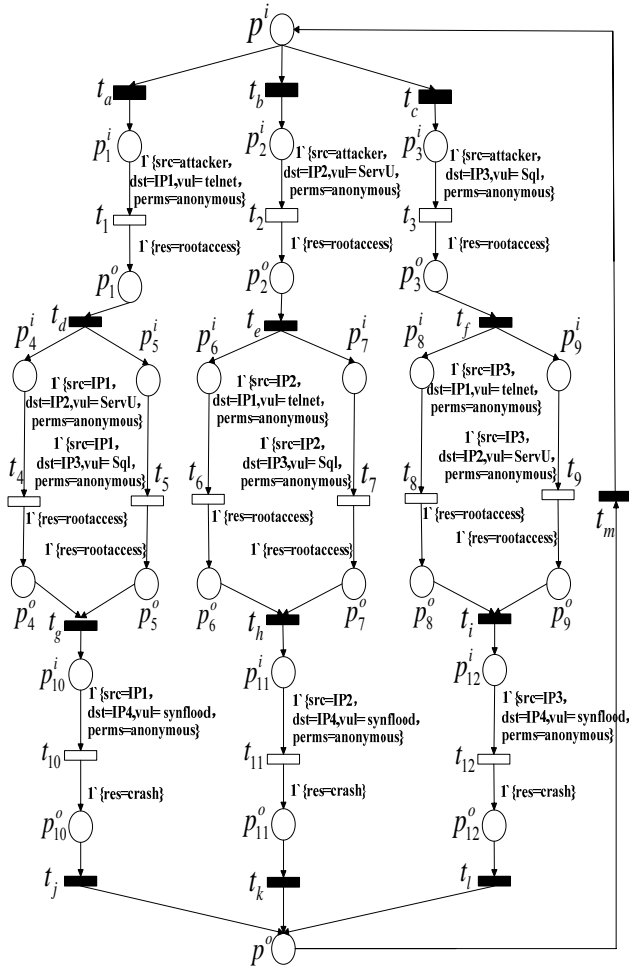 p^i
t_a
t_b
t_c
p_1^i
p_2^i
p_3^i
1`{src=attacker,
dst=IP1,vul=telnet,
perms=anonymous}
1`{src=attacker,
dst=IP2,vul=ServU,
perms=anonymous}
1`{src=attacker,
dst=IP3,vul=Sql,
perms=anonymous}
t_1
t_2
t_3
1`{res=rootaccess}
1`{res=rootaccess}
1`{res=rootaccess}
p_1^o
p_2^o
p_3^o
t_d
t_e
t_f
p_4^i
p_5^i
p_6^i
p_7^i
p_8^i
p_9^i
1`{src=IP1,
dst=IP2,vul=ServU,
perms=anonymous}
1`{src=IP1,
dst=IP3,vul=Sql,
perms=anonymous}
1`{src=IP2,
dst=IP1,vul=telnet,
perms=anonymous}
1`{src=IP2,
dst=IP3,vul=Sql,
perms=anonymous}
1`{src=IP3,
dst=IP1,vul=telnet,
perms=anonymous}
1`{src=IP3,
dst=IP2,vul=ServU,
perms=anonymous}
t_4
t_5
t_6
t_7
t_8
t_9
t_m
1`{res=rootaccess}
1`{res=rootaccess}
1`{res=rootaccess}
1`{res=rootaccess}
1`{res=rootaccess}
1`{res=rootaccess}
p_4^o
p_5^o
p_6^o
p_7^o
p_8^o
p_9^o
t_g
t_h
t_i
p_10^i
p_11^i
p_12^i
1`{src=IP1,
dst=IP4,vul=synflood,
perms=anonymous}
1`{src=IP2,
dst=IP4,vul=synflood,
perms=anonymous}
1`{src=IP3,
dst=IP4,vul=synflood,
perms=anonymous}
t_10
t_11
t_12
1`{res=crash}
1`{res=crash}
1`{res=crash}
p_10^o
p_11^o
p_12^o
t_j
t_k
t_l
p^o